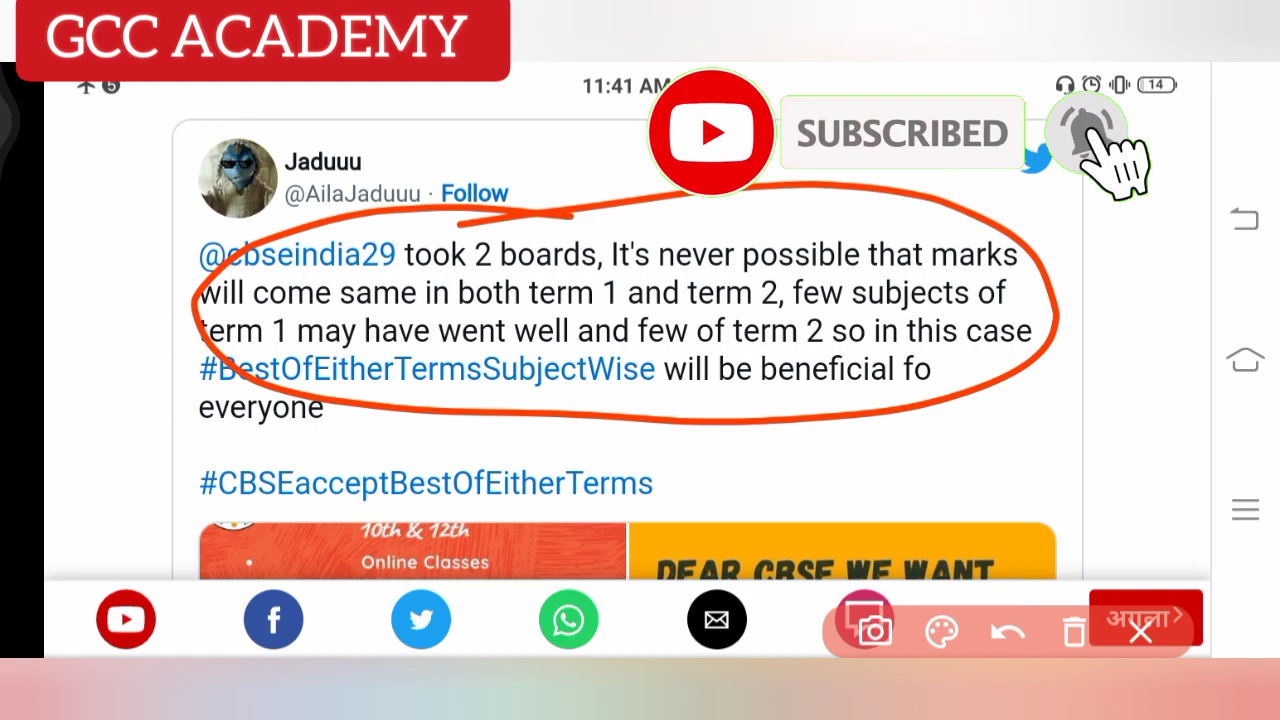 GCC ACADEMY
5 11:41 AM 14
SUBSCRIBED
Jaduuu
@AilaJaduuu · Follow
@cbseindia29 took 2 boards, It's never possible that marks
will come same in both term 1 and term 2, few subjects of
term 1 may have went well and few of term 2 so in this case
#BestOfEitherTermsSubjectWise will be beneficial fo
everyone
#CBSEacceptBestOfEitherTerms
10th & 12th
Online Classes
DEAR CBSE WE WANT
अगला